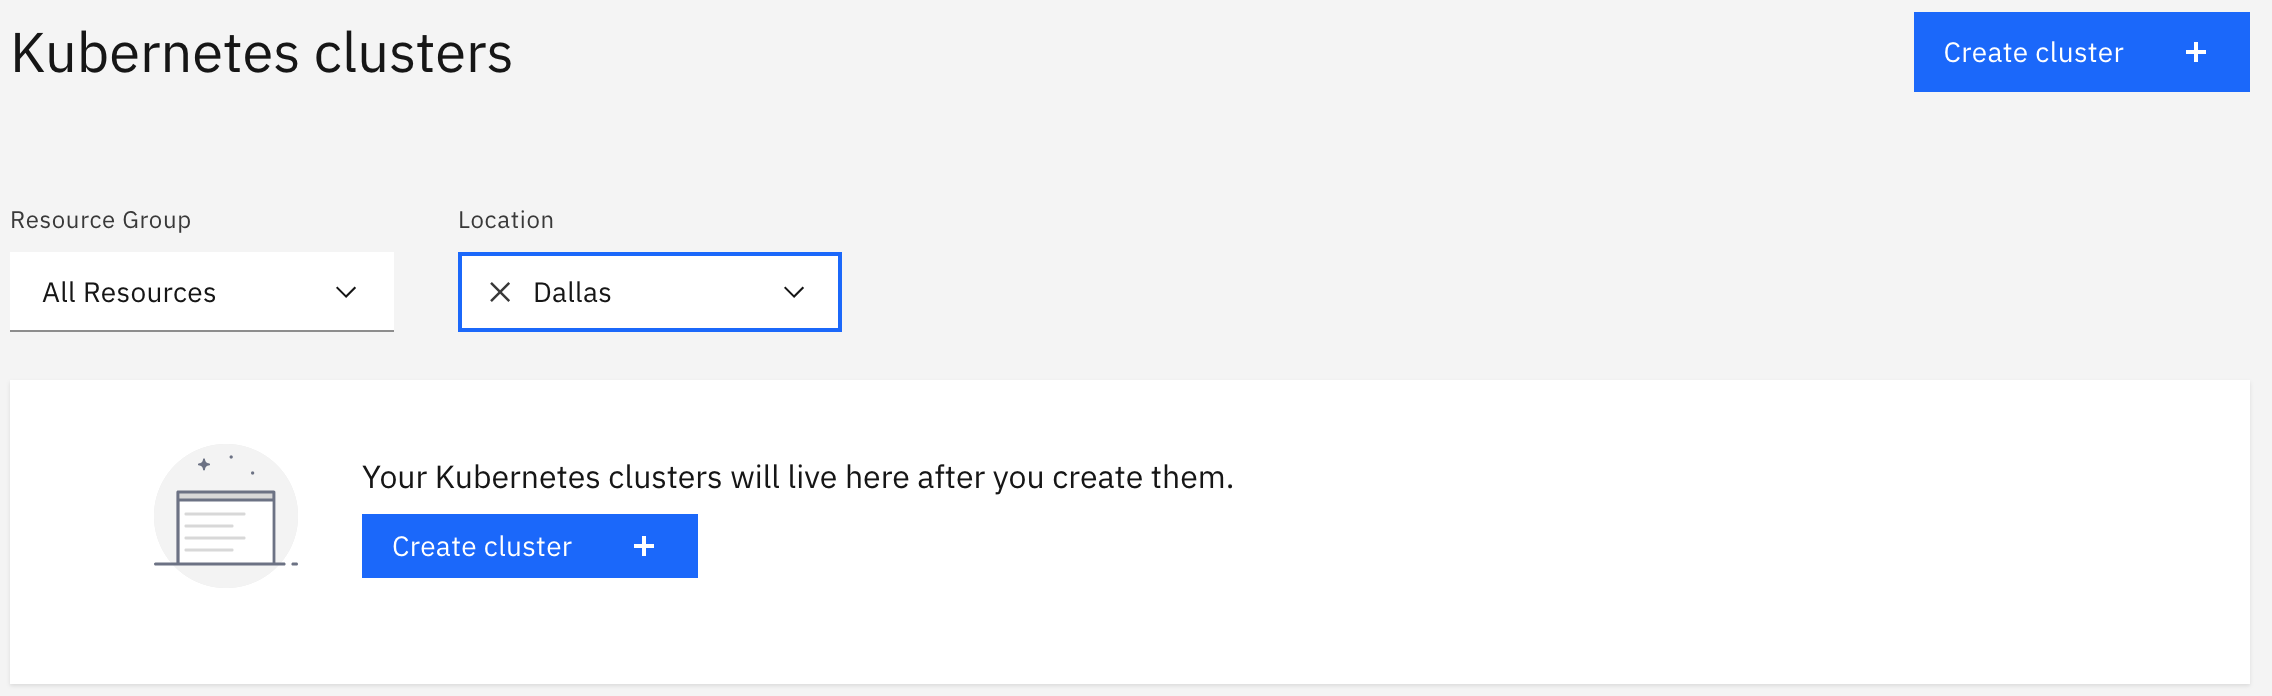 Kubernetes clusters
Create cluster +
Resource Group
Location
All Resources
Dallas
Your Kubernetes clusters will live here after you create them.
Create cluster +